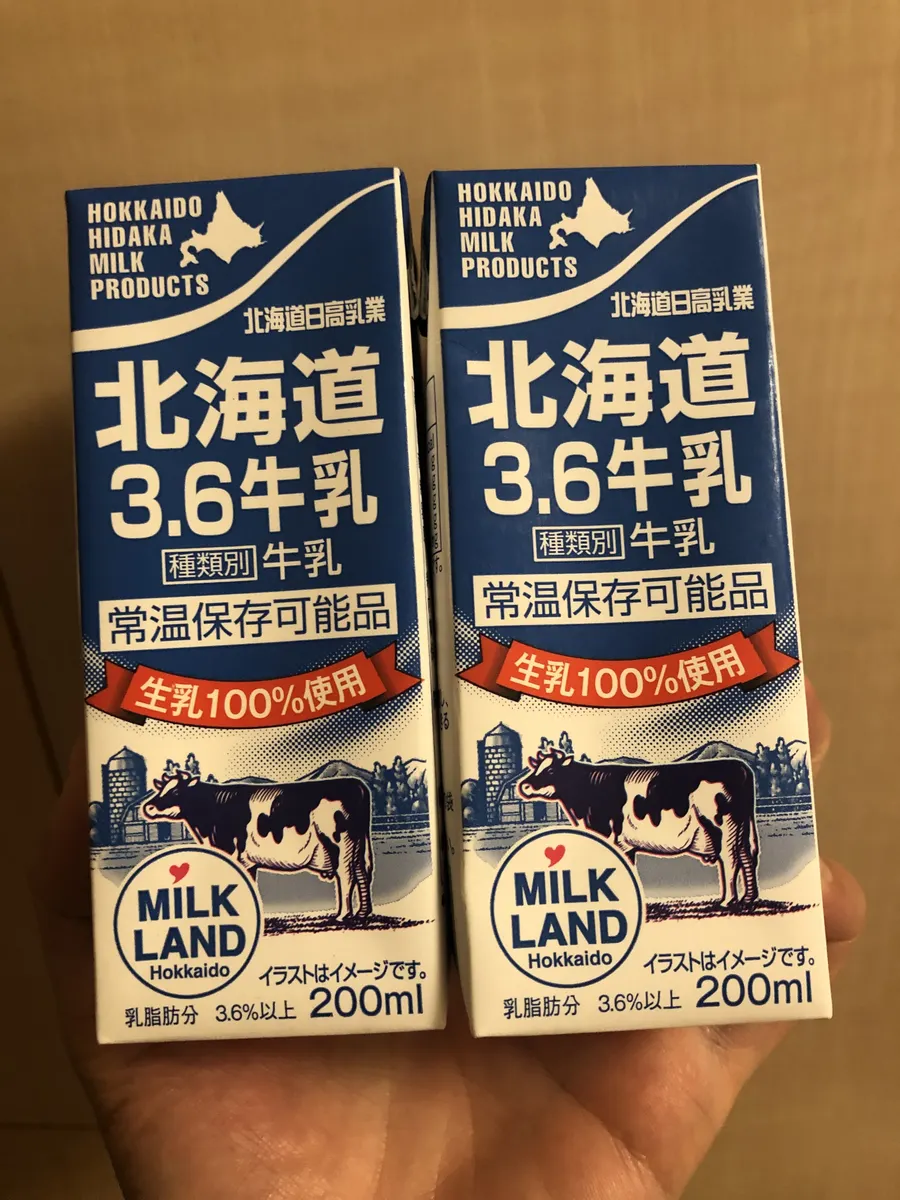 HOKKAIDO
HIDAKA
MILK
PRODUCTS
北海道日高乳業
北海道
3.6牛乳
種類別 牛乳
常温保存可能品
生乳100%使用
MILK
LAND
Hokkaido
イラストはイメージです。
乳脂肪分 3.6%以上 200ml
HOKKAIDO
HIDAKA
MILK
PRODUCTS
北海道日高乳業
北海道
3.6牛乳
種類別 牛乳
常温保存可能品
生乳100%使用
MILK
LAND
Hokkaido
イラストはイメージです。
乳脂肪分 3.6%以上 200ml